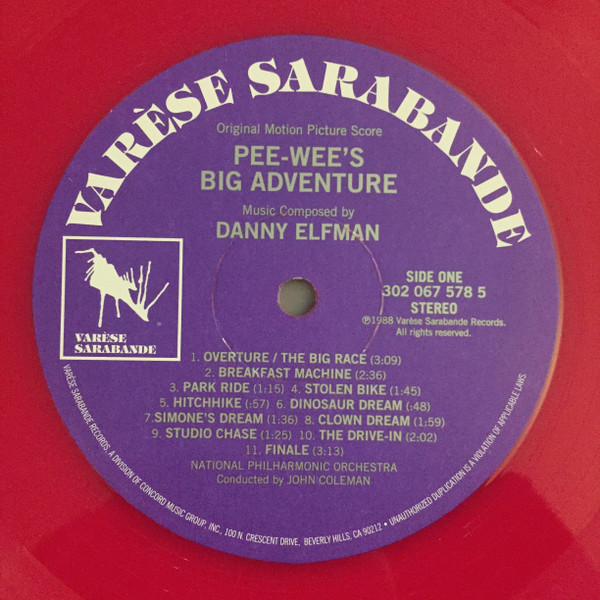 VARÈSE SARABANDE
Original Motion Picture Score
PEE-WEE'S
BIG ADVENTURE
Music Composed by
DANNY ELFMAN
SIDE ONE
302 067 578 5
STEREO
℗1988 Varèse Sarabande Records.
All rights reserved.
VARÈSE
SARABANDE
1. OVERTURE / THE BIG RACE (3:09)
2. BREAKFAST MACHINE (2:36)
3. PARK RIDE (1:15) 4. STOLEN BIKE (1:45)
5. HITCHHIKE (:57) 6. DINOSAUR DREAM (:48)
7.SIMONE'S DREAM (1:36) 8. CLOWN DREAM (1:59)
9. STUDIO CHASE (1:25) 10. THE DRIVE-IN (2:02)
11. FINALE (3:13)
NATIONAL PHILHARMONIC ORCHESTRA
Conducted by JOHN COLEMAN
VARÈSE SARABANDE RECORDS, A DIVISION OF CONCORD MUSIC GROUP, INC., 100 N. CRESCENT DRIVE, BEVERLY HILLS, CA 90212 • UNAUTHORIZED DUPLICATION IS A VIOLATION OF APPLICABLE LAWS